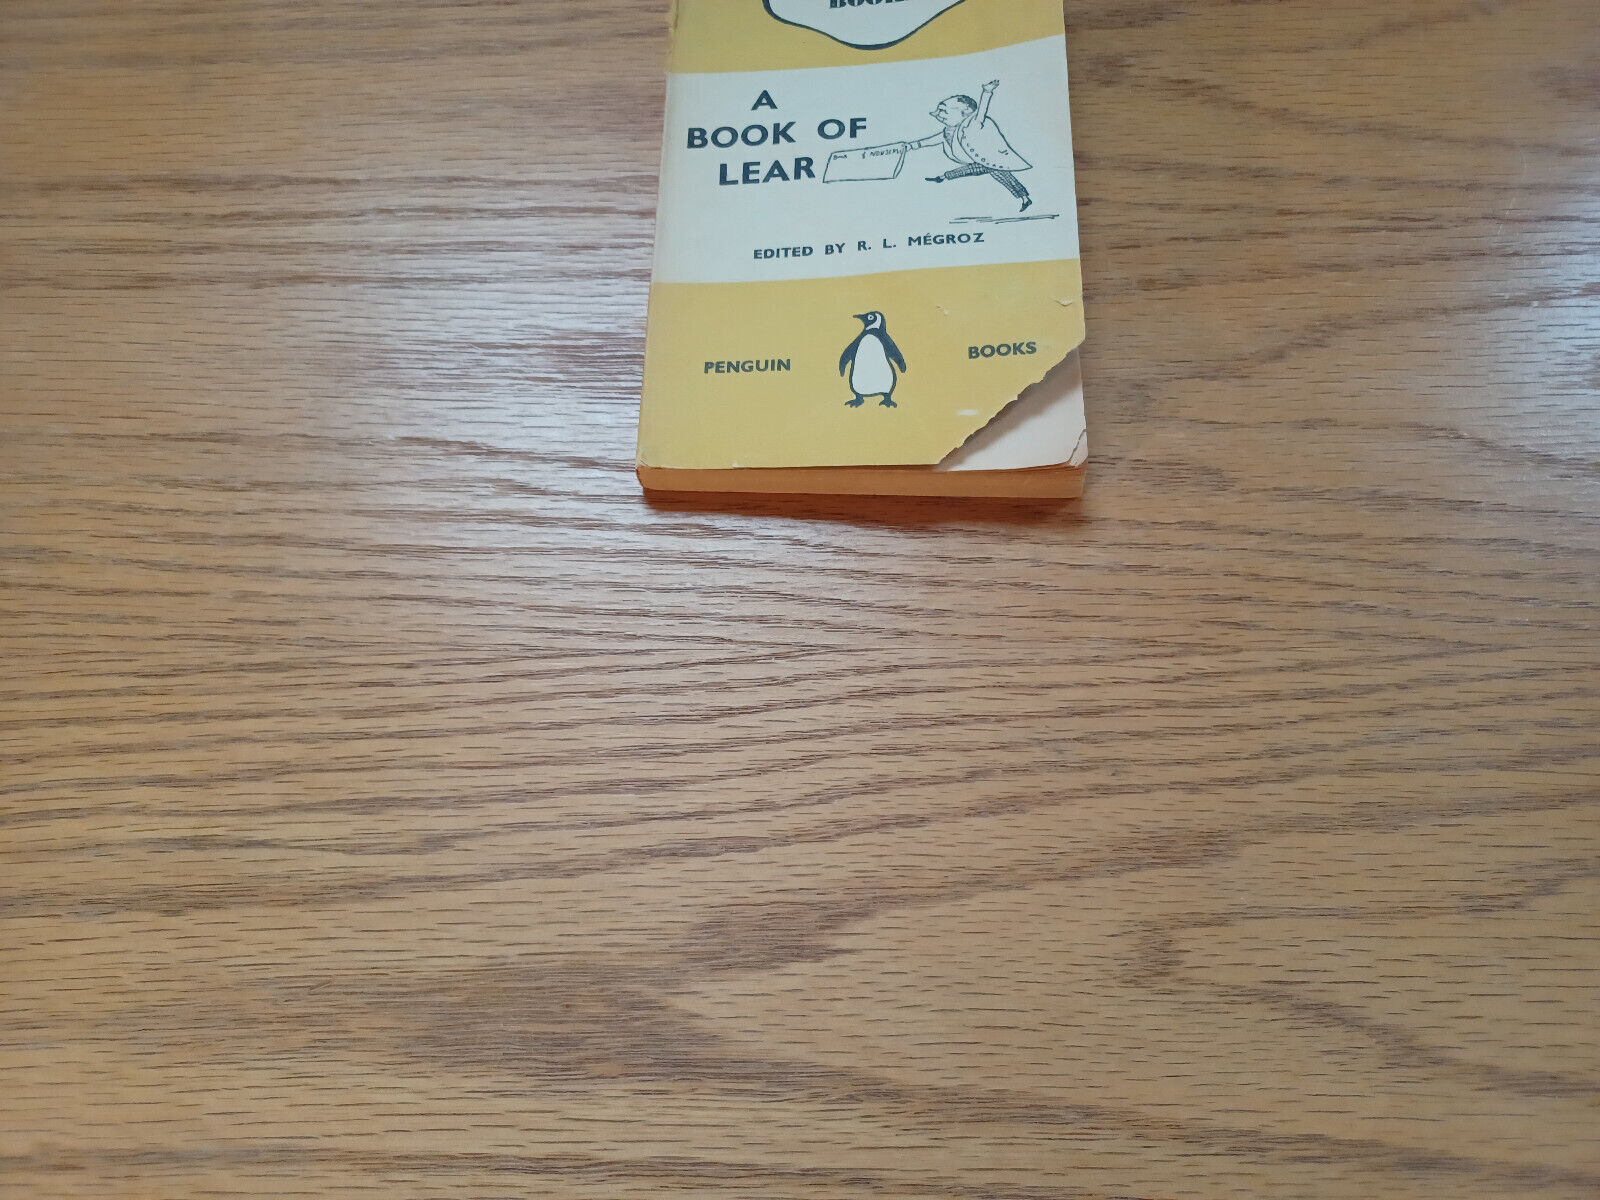 A
BOOK OF
LEAR
EDITED BY R. L. MÉGROZ
PENGUIN BOOKS